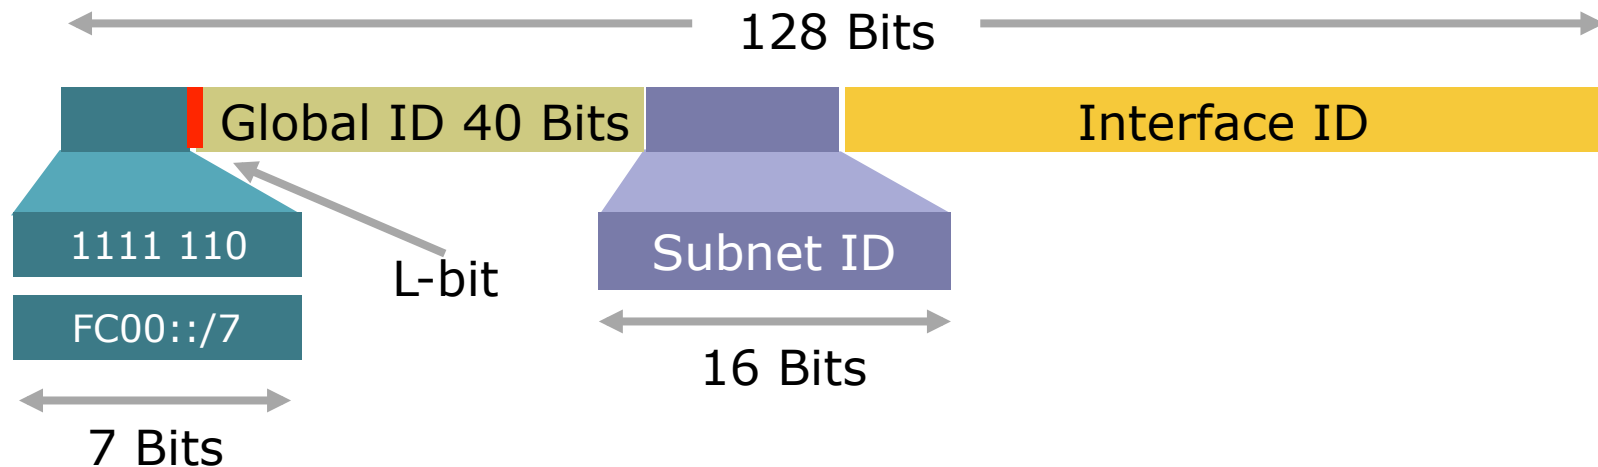 128 Bits
Global ID 40 Bits
Interface ID
1111 110
L-bit
Subnet ID
FC00::/7
16 Bits
7 Bits